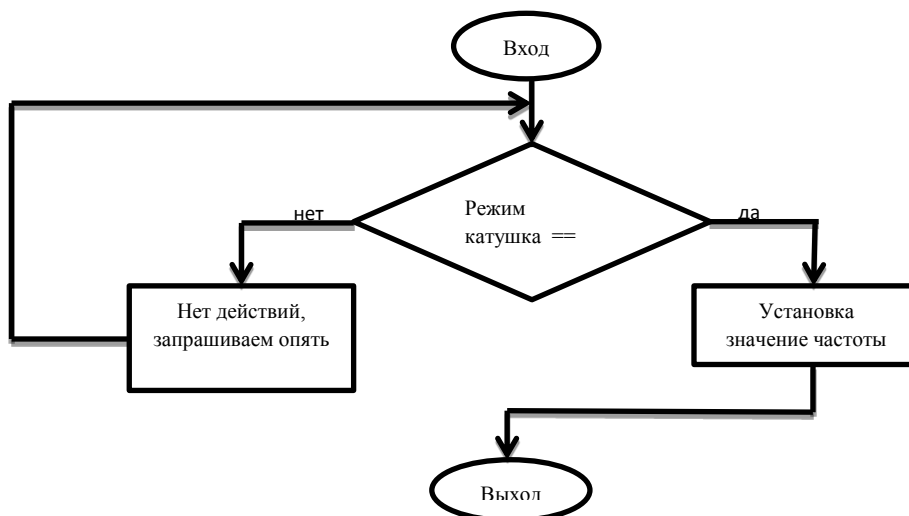 Вход
нет
Режим
да
катушка ==
Нет действий,
запрашиваем опять
Установка
значение частоты
Выход